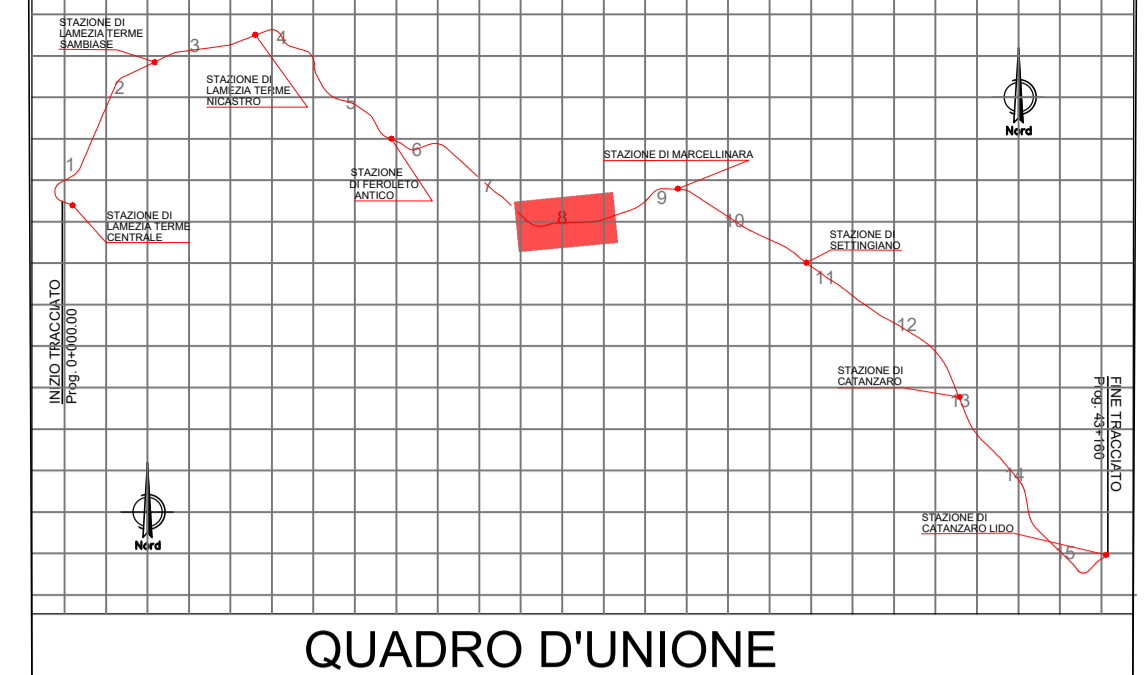 STAZIONE DI
LAMEZIA TERME
SAMBIASE
3
4
2
STAZIONE DI
LAMEZIA TERME
NICASTRO
5
Nord
1
6
STAZIONE
DI FEROLETO
ANTICO
7
STAZIONE DI MARCELLINARA
9
8
10
STAZIONE DI
LAMEZIA TERME
CENTRALE
STAZIONE DI
SETTINGIANO
11
12
INIZIO TRACCIATO
Prog. 0+000.00
STAZIONE DI
CATANZARO
13
FINE TRACCIATO
Prog. 43+160
14
Nord
STAZIONE DI
CATANZARO LIDO
15
QUADRO D'UNIONE